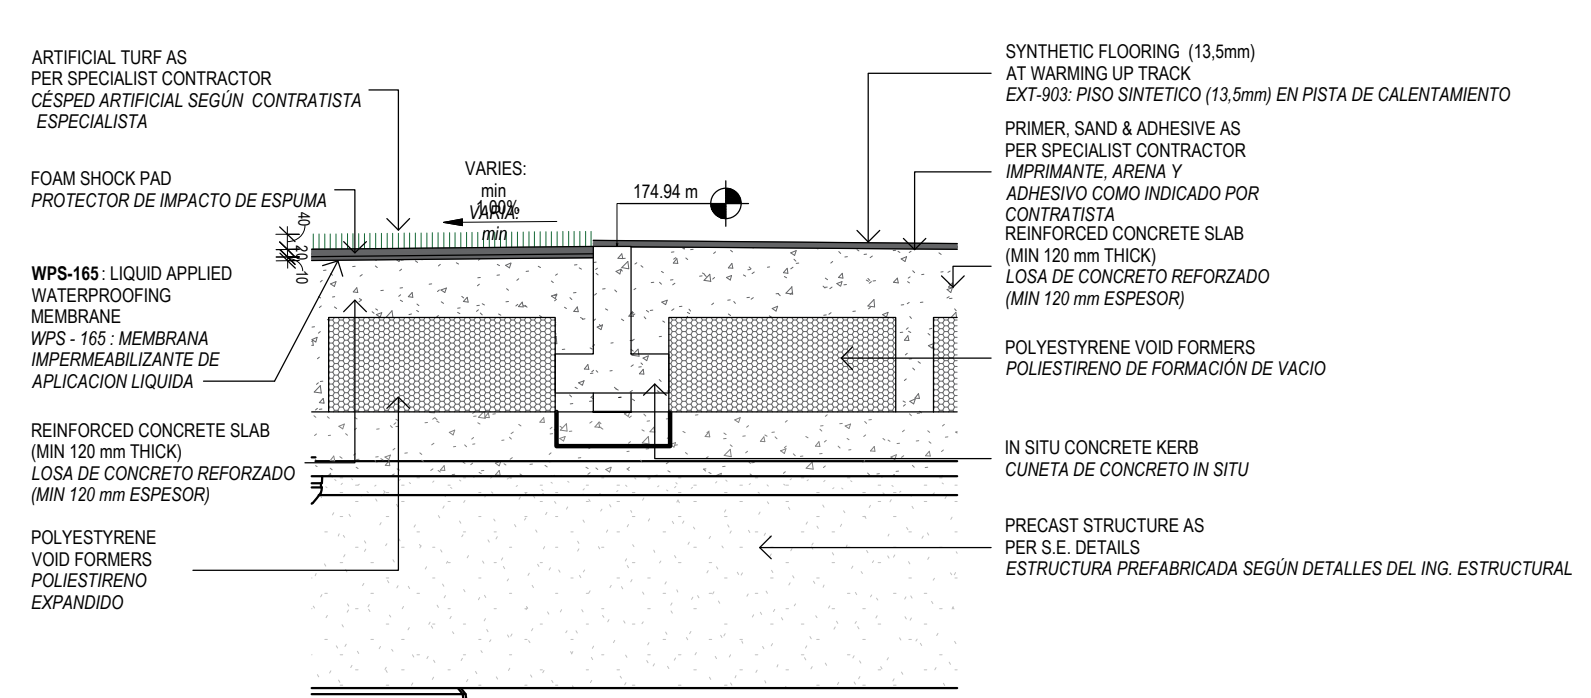 ARTIFICIAL TURF AS
PER SPECIALIST CONTRACTOR
CÉSPED ARTIFICIAL SEGÚN CONTRATISTA
ESPECIALISTA
FOAM SHOCK PAD
PROTECTOR DE IMPACTO DE ESPUMA
40
20
10
WPS-165: LIQUID APPLIED
WATERPROOFING
MEMBRANE
WPS - 165 : MEMBRANA
IMPERMEABILIZANTE DE
APLICACION LIQUIDA
REINFORCED CONCRETE SLAB
(MIN 120 mm THICK)
LOSA DE CONCRETO REFORZADO
(MIN 120 mm ESPESOR)
POLYESTYRENE
VOID FORMERS
POLIESTIRENO
EXPANDIDO
VARIES:
min
1.00%
VARIA:
min
174.94 m
SYNTHETIC FLOORING (13,5mm)
AT WARMING UP TRACK
EXT-903: PISO SINTETICO (13,5mm) EN PISTA DE CALENTAMIENTO
PRIMER, SAND & ADHESIVE AS
PER SPECIALIST CONTRACTOR
IMPRIMANTE, ARENA Y
ADHESIVO COMO INDICADO POR
CONTRATISTA
REINFORCED CONCRETE SLAB
(MIN 120 mm THICK)
LOSA DE CONCRETO REFORZADO
(MIN 120 mm ESPESOR)
POLYESTYRENE VOID FORMERS
POLIESTIRENO DE FORMACIÓN DE VACIO
IN SITU CONCRETE KERB
CUNETA DE CONCRETO IN SITU
PRECAST STRUCTURE AS
PER S.E. DETAILS
ESTRUCTURA PREFABRICADA SEGÚN DETALLES DEL ING. ESTRUCTURAL